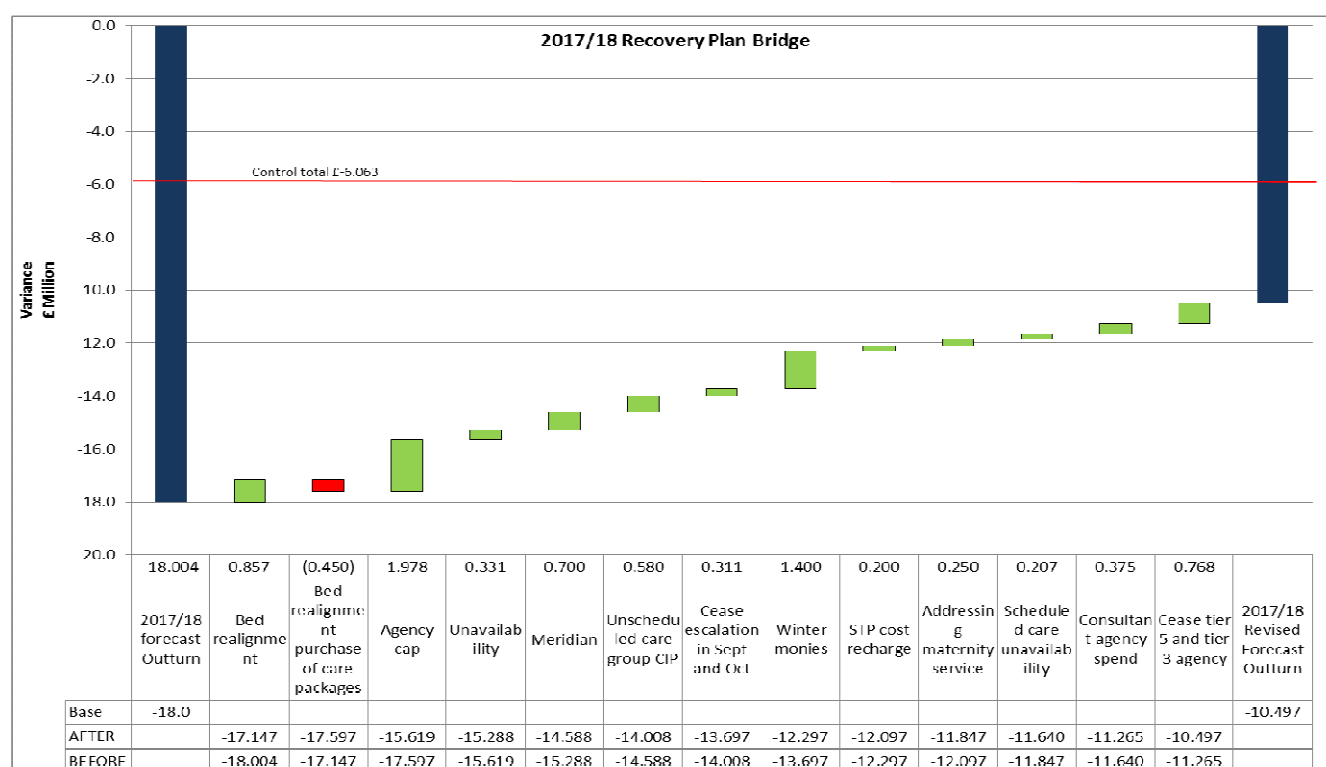 2017/18 Recovery Plan Bridge
0.0
-2.0
-4.0
Control total £-6.063
-6.0
-8.0
Variance
£ Million
10.0
12.0
-14.0
-16.0
18.0
20.0
18.004 0.857 (0.450) 1.978 0.331 0.700 0.580 0.311 1.400 0.200 0.250 0.207 0.375 0.768
2017/18
forecast
Outturn
Bed
realignme
nt
Bed
realignme
nt
purchase
of care
packages
Agency
cap
Unavailab
ility
Meridian
Unschedu
led care
group CIP
Cease
escalation
in Sept
and Oct
Winter
monies
STP cost
recharge
Addressin
g
maternity
service
Schedule
d care
unavailab
ility
Consultan
t agency
spend
Cease tier
5 and tier
3 agency
2017/18
Revised
Forecast
Outturn
Base -18.0 -10.497
AFTER -17.147 -17.597 -15.619 -15.288 -14.588 -14.008 -13.697 -12.297 -12.097 -11.847 -11.640 -11.265 -10.497
BEFORE -18.004 -17.147 -17.597 -15.619 -15.288 -14.588 -14.008 -13.697 -12.297 -12.097 -11.847 -11.640 -11.265